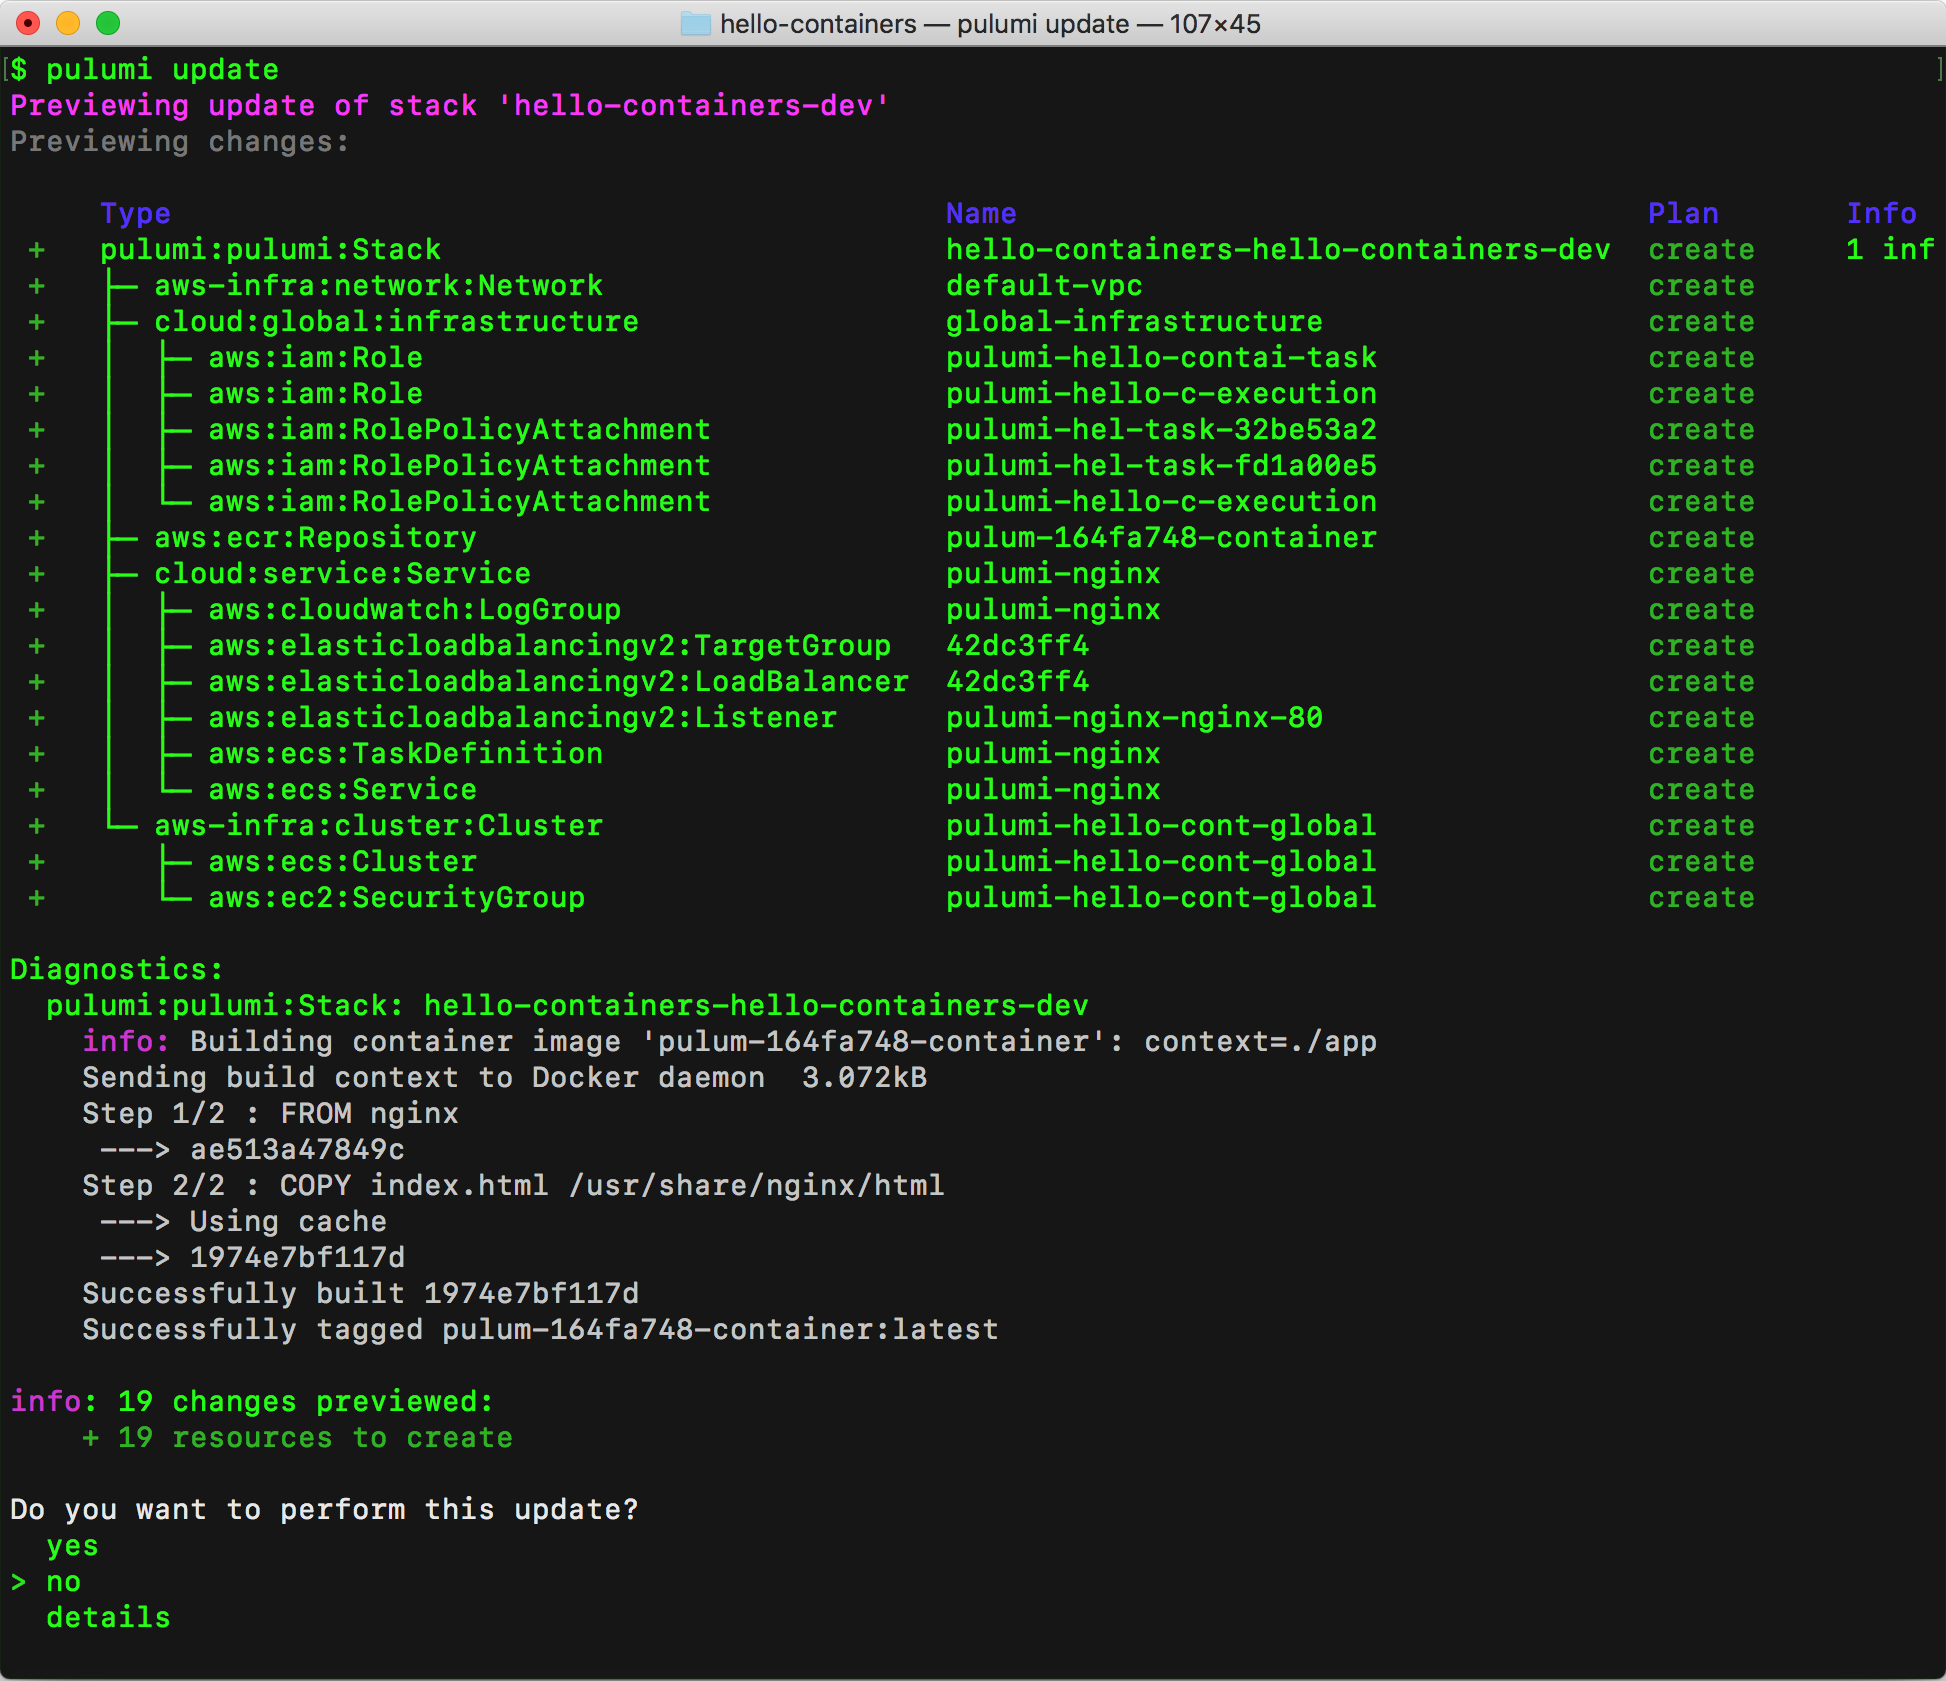 hello-containers — pulumi update — 107×45
[$ pulumi update ]
Previewing update of stack 'hello-containers-dev'
Previewing changes:
Type Name Plan Info
+ pulumi:pulumi:Stack hello-containers-hello-containers-dev create 1 inf
+ ├─ aws-infra:network:Network default-vpc create
+ ├─ cloud:global:infrastructure global-infrastructure create
+ │ ├─ aws:iam:Role pulumi-hello-contai-task create
+ │ ├─ aws:iam:Role pulumi-hello-c-execution create
+ │ ├─ aws:iam:RolePolicyAttachment pulumi-hel-task-32be53a2 create
+ │ ├─ aws:iam:RolePolicyAttachment pulumi-hel-task-fd1a00e5 create
+ │ └─ aws:iam:RolePolicyAttachment pulumi-hello-c-execution create
+ ├─ aws:ecr:Repository pulum-164fa748-container create
+ ├─ cloud:service:Service pulumi-nginx create
+ │ ├─ aws:cloudwatch:LogGroup pulumi-nginx create
+ │ ├─ aws:elasticloadbalancingv2:TargetGroup 42dc3ff4 create
+ │ ├─ aws:elasticloadbalancingv2:LoadBalancer 42dc3ff4 create
+ │ ├─ aws:elasticloadbalancingv2:Listener pulumi-nginx-nginx-80 create
+ │ ├─ aws:ecs:TaskDefinition pulumi-nginx create
+ │ └─ aws:ecs:Service pulumi-nginx create
+ └─ aws-infra:cluster:Cluster pulumi-hello-cont-global create
+ ├─ aws:ecs:Cluster pulumi-hello-cont-global create
+ └─ aws:ec2:SecurityGroup pulumi-hello-cont-global create
Diagnostics:
pulumi:pulumi:Stack: hello-containers-hello-containers-dev
info: Building container image 'pulum-164fa748-container': context=./app
Sending build context to Docker daemon 3.072kB
Step 1/2 : FROM nginx
---> ae513a47849c
Step 2/2 : COPY index.html /usr/share/nginx/html
---> Using cache
---> 1974e7bf117d
Successfully built 1974e7bf117d
Successfully tagged pulum-164fa748-container:latest
info: 19 changes previewed:
+ 19 resources to create
Do you want to perform this update?
yes
> no
details